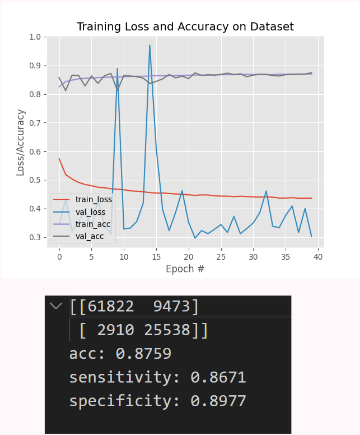 Training Loss and Accuracy on Dataset
Loss/Accuracy
1.0
0.9
0.8
0.7
0.6
0.5
0.4
0.3
train_loss
val_loss
train_acc
val_acc
0 5 10 15 20 25 30 35 40
Epoch #
[[61822 9473]
[ 2910 25538]]
acc: 0.8759
sensitivity: 0.8671
specificity: 0.8977